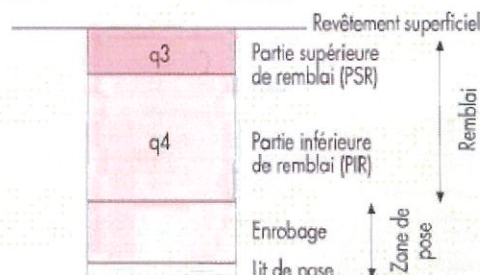 Revêtement superficiel
q3
Partie supérieure
de remblai (PSR)
Remblai
q4
Partie inférieure
de remblai (PIR)
Enrobage
Zone de
pose
Lit de pose